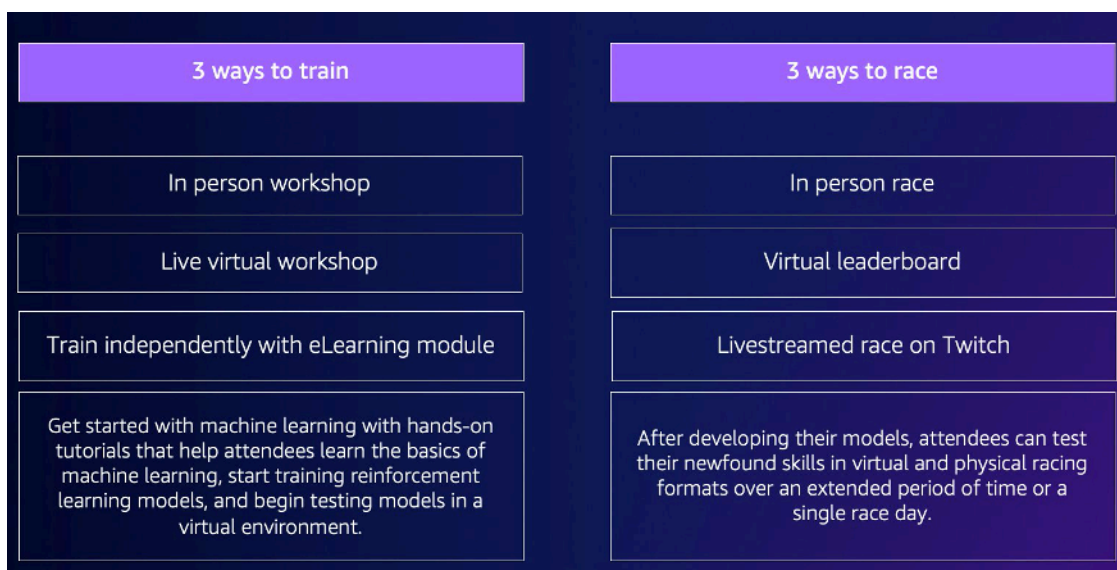 3 ways to train
In person workshop
Live virtual workshop
Train independently with eLearning module
Get started with machine learning with hands-on
tutorials that help attendees learn the basics of
machine learning, start training reinforcement
learning models, and begin testing models in a
virtual environment.
3 ways to race
In person race
Virtual leaderboard
Livestreamed race on Twitch
After developing their models, attendees can test
their newfound skills in virtual and physical racing
formats over an extended period of time or a
single race day.